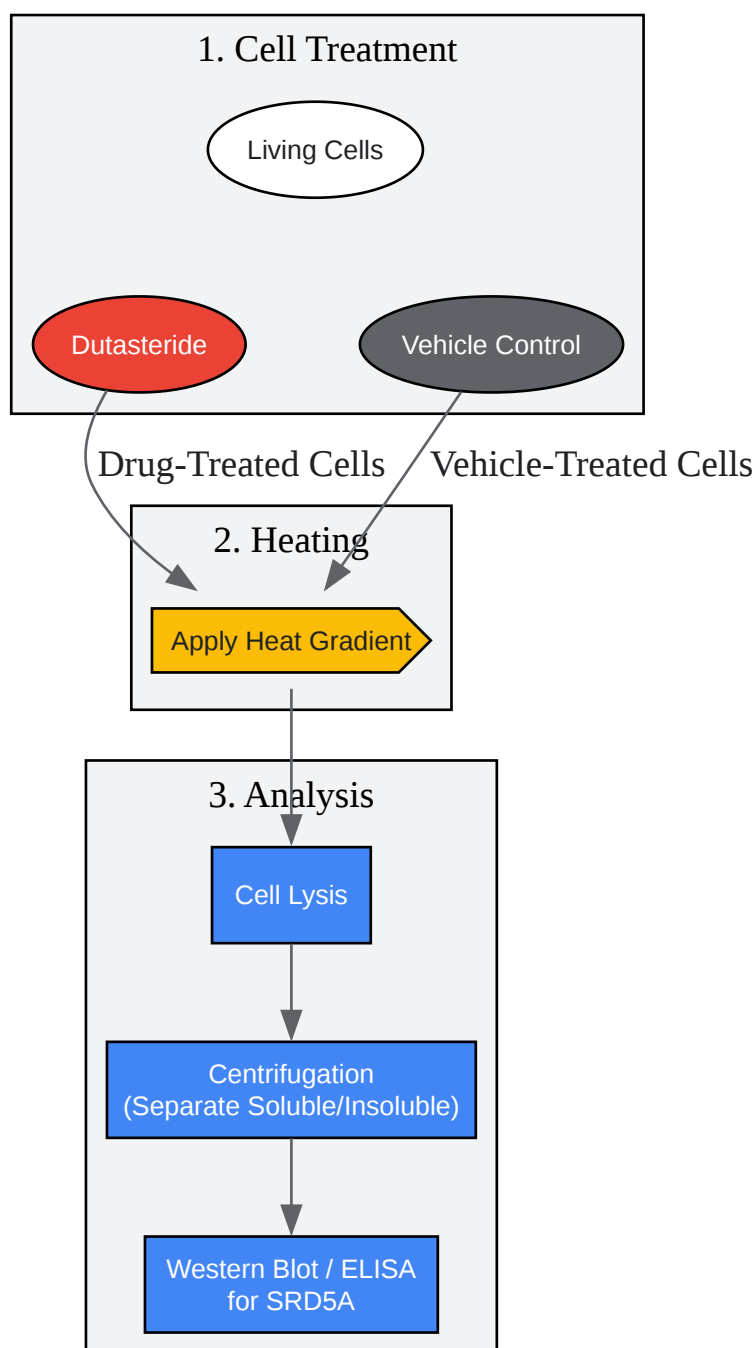 1. Cell Treatment
Living Cells
Dutasteride
Vehicle Control
Drug-Treated Cells
Vehicle-Treated Cells
2. Heating
Apply Heat Gradient
3. Analysis
Cell Lysis
Centrifugation
(Separate Soluble/Insoluble)
Western Blot / ELISA
for SRD5A